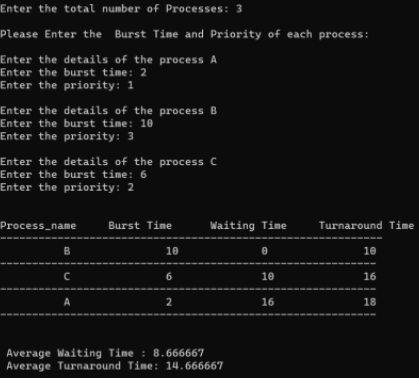 Enter the total number of Processes: 3
Please Enter the  Burst Time and Priority of each process:
Enter the details of the process A
Enter the burst time: 2
Enter the priority: 1
Enter the details of the process B
Enter the burst time: 10
Enter the priority: 3
Enter the details of the process C
Enter the burst time: 6
Enter the priority: 2
Process_name     Burst Time      Waiting Time     Turnaround Time
------------------------------------------------------------
B     10     0     10
------------------------------------------------------------
C     6     10     16
------------------------------------------------------------
A     2     16     18
------------------------------------------------------------
Average Waiting Time : 8.666667
Average Turnaround Time: 14.666667